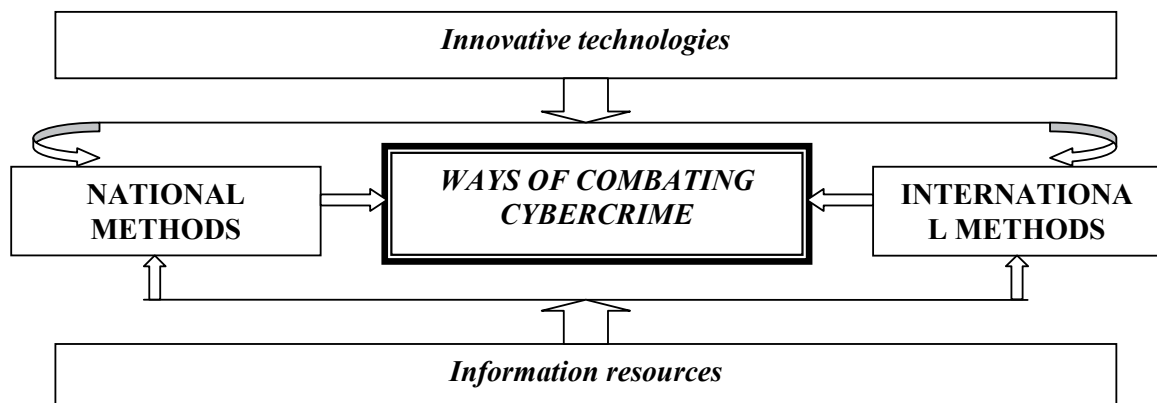 Innovative technologies
NATIONAL
METHODS
WAYS OF COMBATING
CYBERCRIME
INTERNATIONA
L METHODS
Information resources